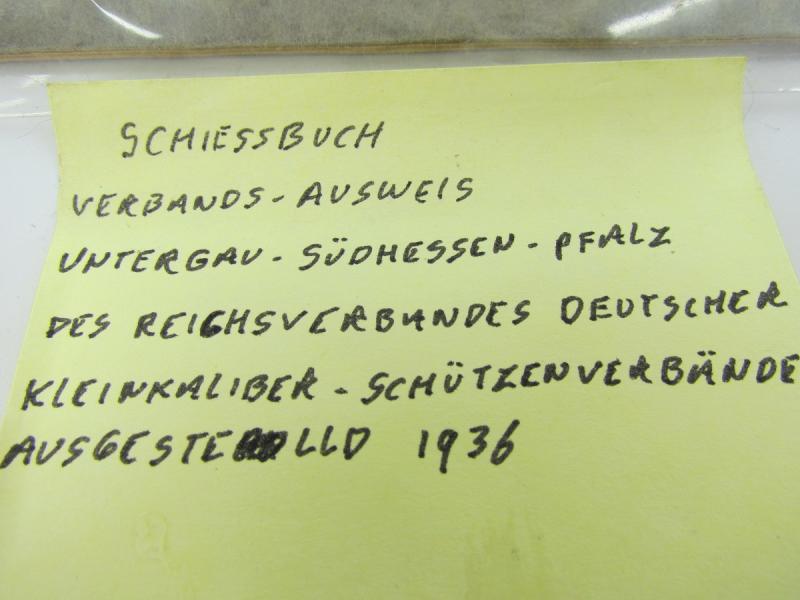 SCHIESSBUCH
VERBANDS-AUSWEIS
UNTERGAU-SÜDHESSEN-PFALZ
DES REICHSVERBANDES DEUTSCHER
KLEINKALIBER-SCHÜTZENVERBÄNDE
AUSGESTELLD 1936